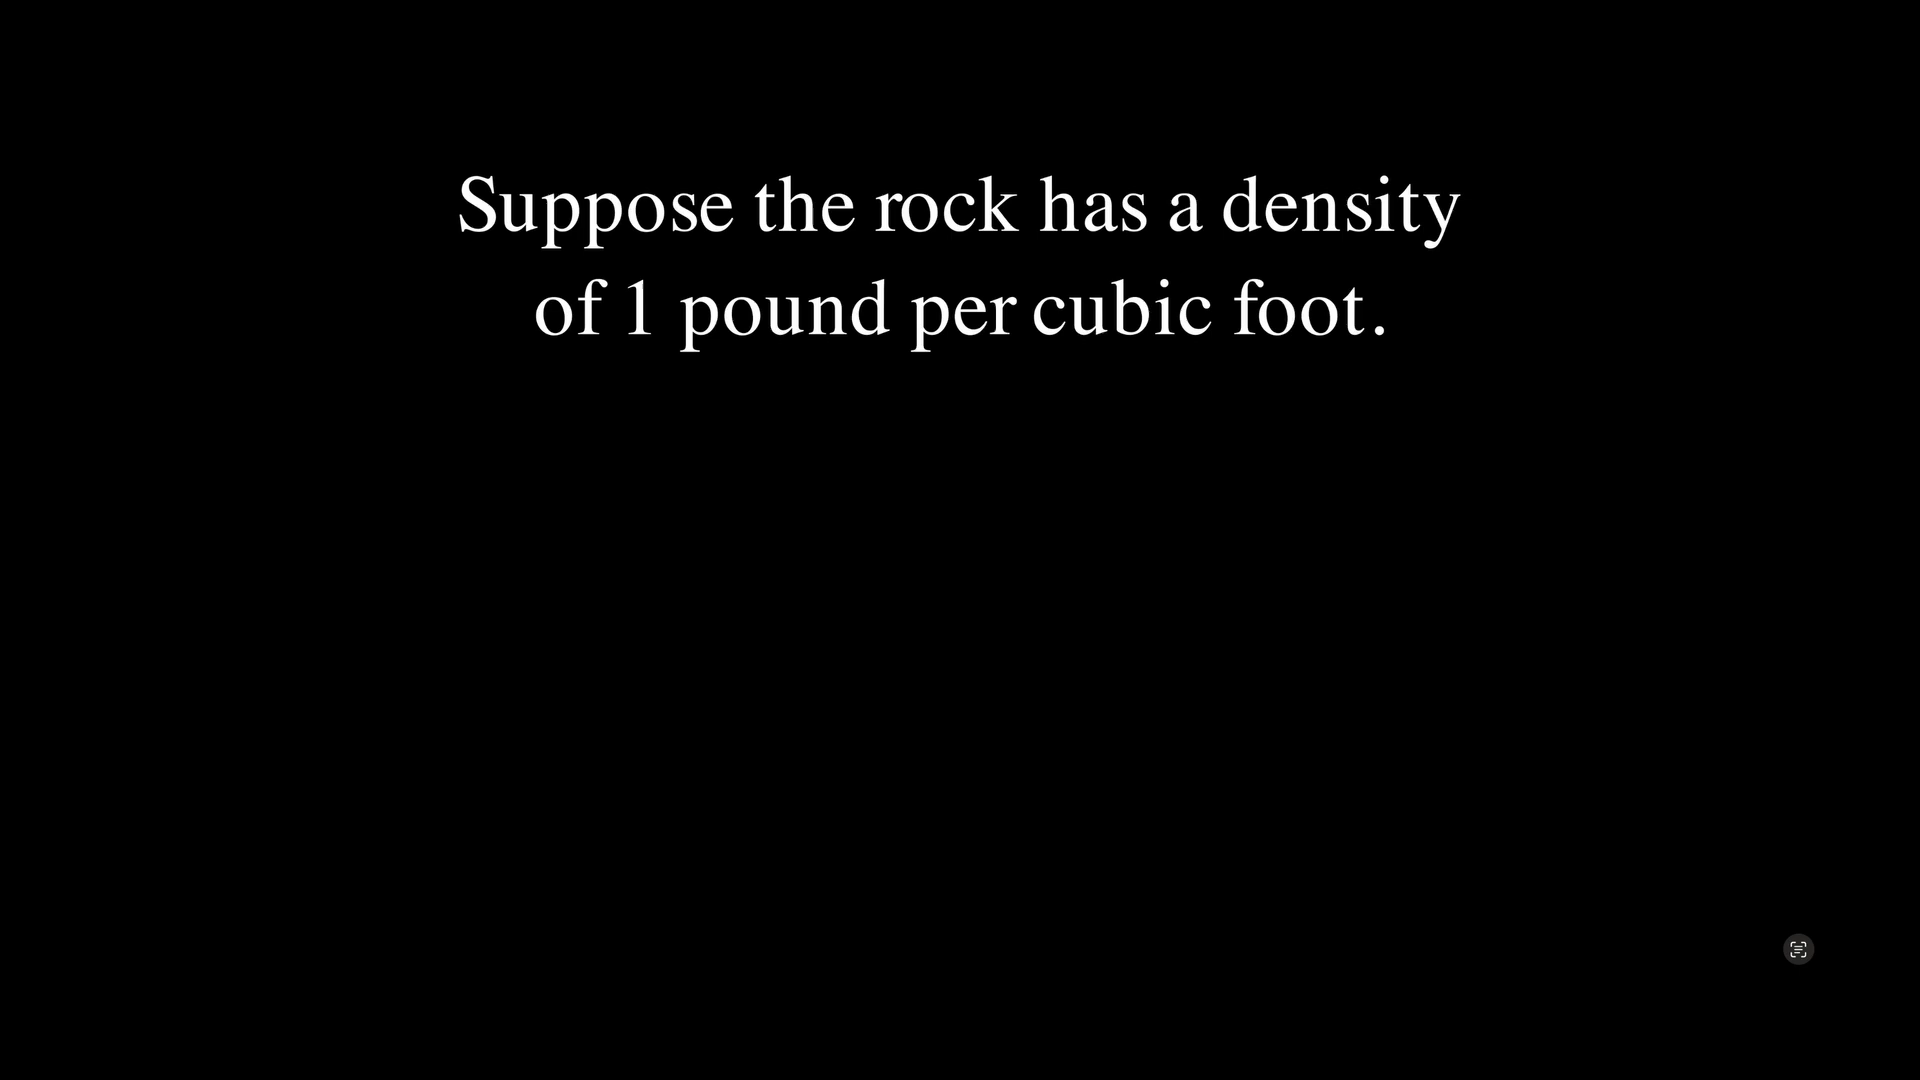 Suppose the rock has a density
of 1 pound per cubic foot.